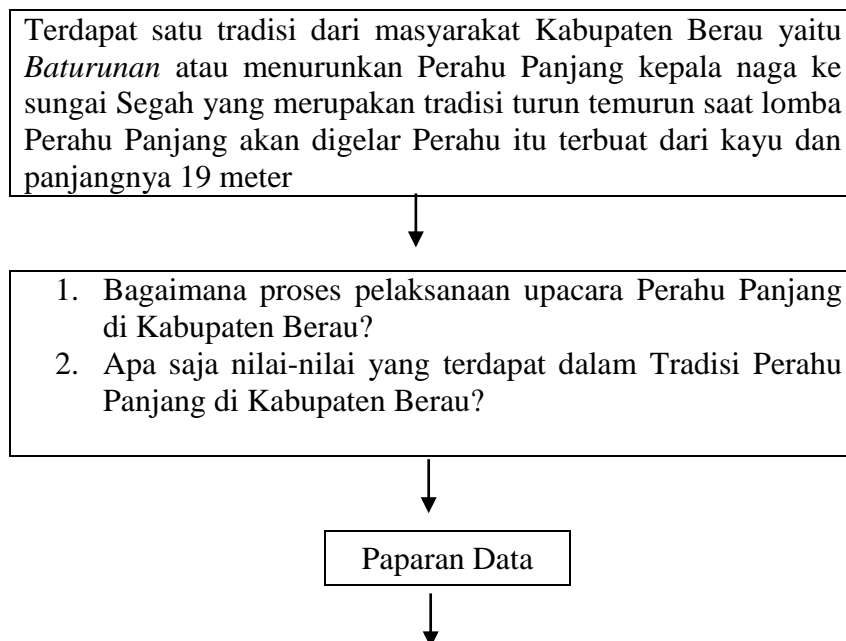 Terdapat satu tradisi dari masyarakat Kabupaten Berau yaitu
Baturunan atau menurunkan Perahu Panjang kepala naga ke
sungai Segah yang merupakan tradisi turun temurun saat lomba
Perahu Panjang akan digelar Perahu itu terbuat dari kayu dan
panjangnya 19 meter
1. Bagaimana proses pelaksanaan upacara Perahu Panjang
di Kabupaten Berau?
2. Apa saja nilai-nilai yang terdapat dalam Tradisi Perahu
Panjang di Kabupaten Berau?
Paparan Data